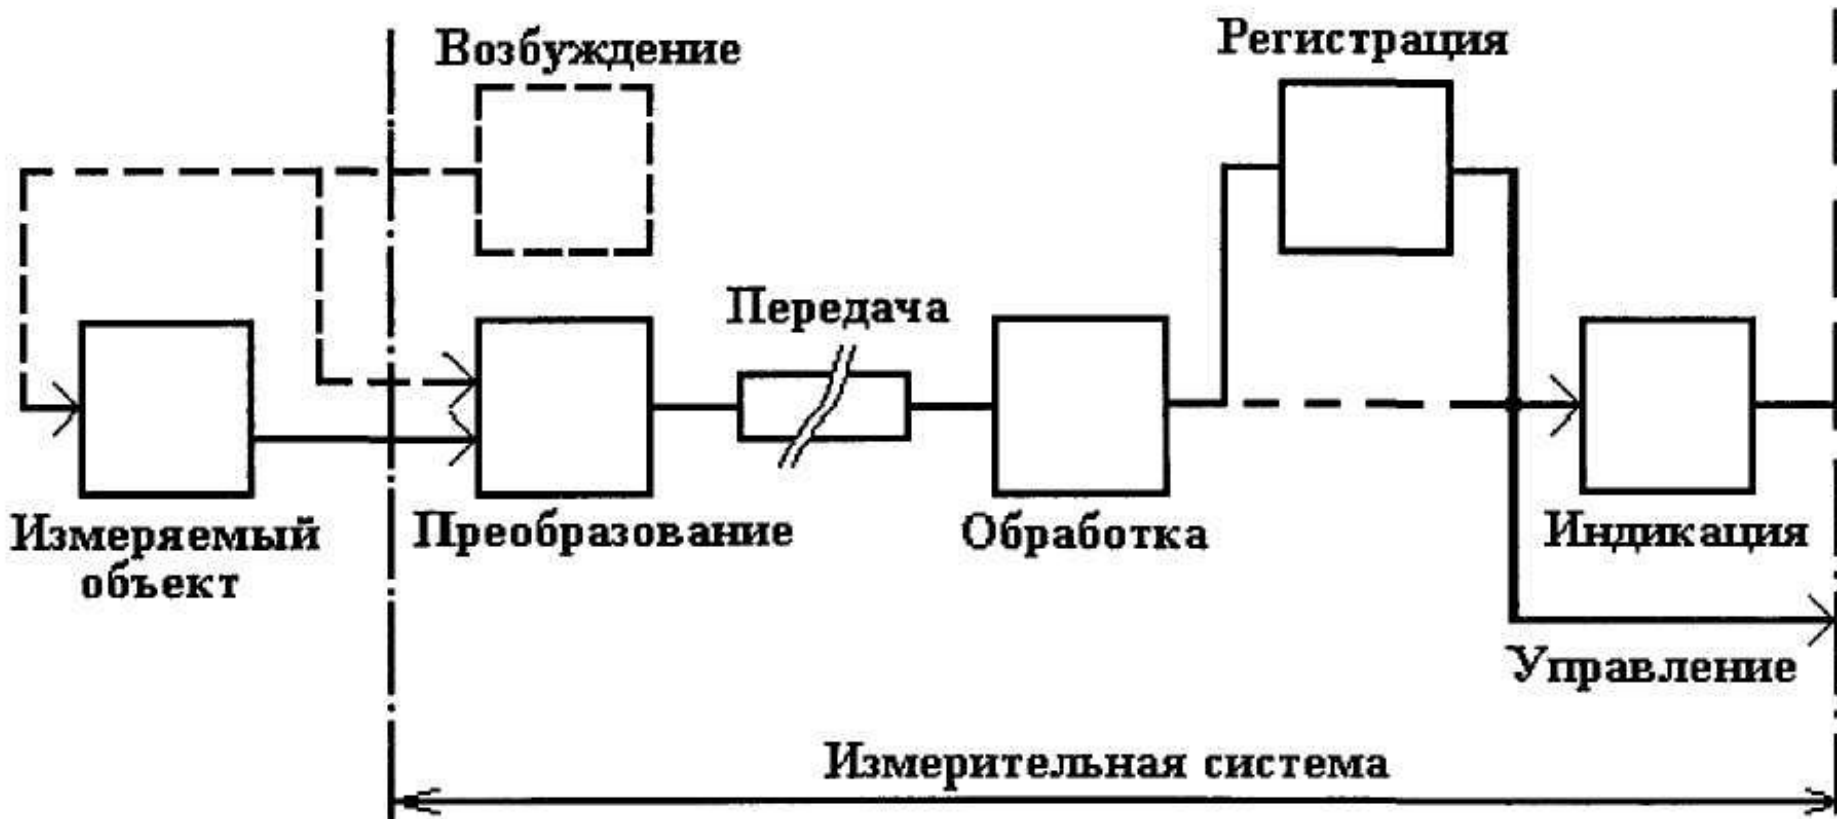 Возбуждение
Регистрация
Передача
Измеряемый
объект
Преобразование
Обработка
Индикация
Управление
Измерительная система